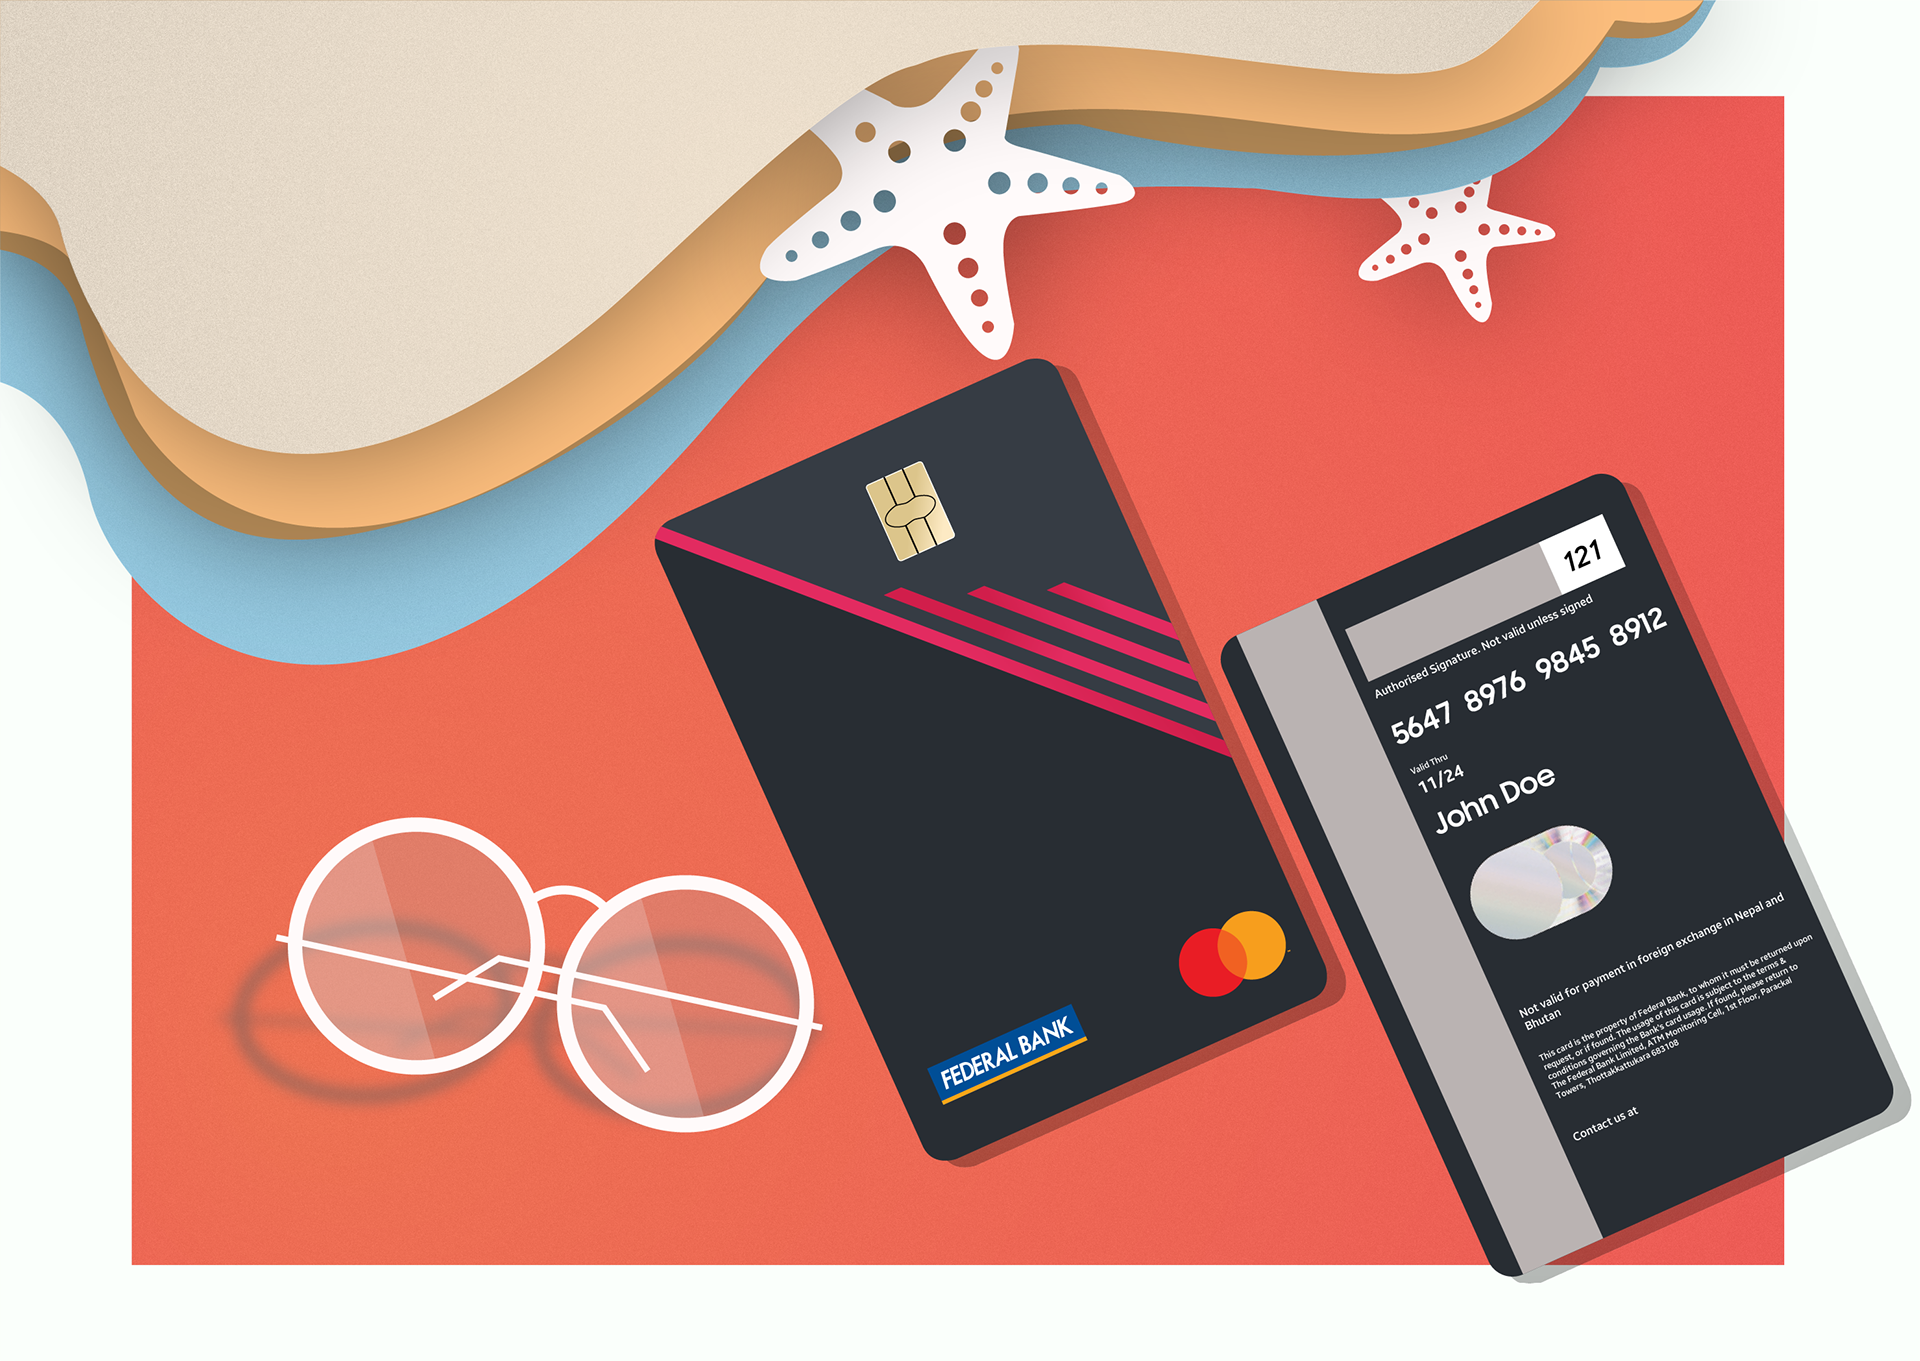 FEDERAL BANK
121
Authorised Signature. Not valid unless signed
5647 8976 9845 8912
Valid Thru
11/24
John Doe
Not valid for payment in foreign exchange in Nepal and
Bhutan
This card is the property of Federal Bank, to whom it must be returned upon
request, or if found. The usage of this card is subject to the terms &
conditions governing the Bank's card usage. If found, please return to
The Federal Bank Limited, ATM Monitoring Cell, 1st Floor, Parackal
Towers, Thottakkattukara 683108
Contact us at